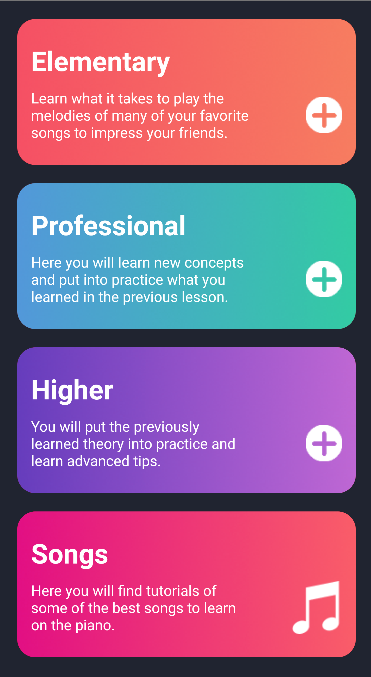 Elementary
Learn what it takes to play the
melodies of many of your favorite
songs to impress your friends.
Professional
Here you will learn new concepts
and put into practice what you
learned in the previous lesson.
Higher
You will put the previously
learned theory into practice and
learn advanced tips.
Songs
Here you will find tutorials of
some of the best songs to learn
on the piano.